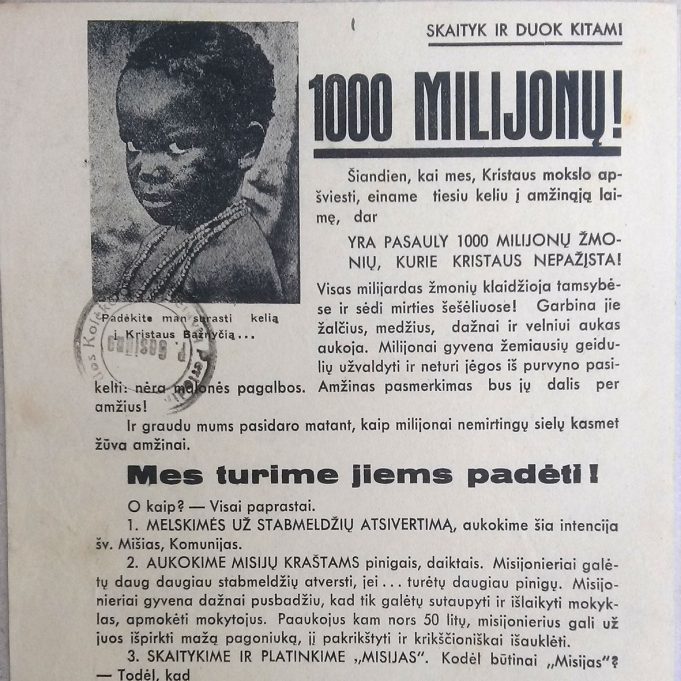 SKAITYK IR DUOK KITAM!
1000 MILIJONŲ!
Šiandien, kai mes, Kristaus mokslo ap-
šviesti, einame tiesiu keliu į amžinąją lai-
mę, dar
YRA PASAULY 1000 MILIJONŲ ŽMO-
NIŲ, KURIE KRISTAUS NEPAŽĮSTA!
Visas milijardas žmonių klaidžioja tamsybė-
se ir sėdi mirties šešėliuose! Garbina jie
žalčius, medžius, dažnai ir velniui aukas
aukoja. Milijonai gyvena žemiausių geidu-
lių užvaldyti ir neturi jėgos iš purvyno pasi-
kelti: nėra malonės pagalbos. Amžinas pasmerkimas bus jų dalis per
amžius!
Padėkite man surasti kelią
į Kristaus Bažnyčią...
P. Gasiūno
Ir graudu mums pasidaro matant, kaip milijonai nemirtingų sielų kasmet
žūva amžinai.
Mes turime jiems padėti!
O kaip? — Visai paprastai.
1. MELSKIMĖS UŽ STABMELDŽIŲ ATSIVERTIMĄ, aukokime šia intencija
šv. Mišias, Komunijas.
2. AUKOKIME MISIJŲ KRAŠTAMS pinigais, daiktais. Misijonieriai galė-
tų daug daugiau stabmeldžių atversti, jei... turėtų daugiau pinigų. Misijo-
nieriai gyvena dažnai pusbadžiu, kad tik galėtų sutaupyti ir išlaikyti mokyk-
las, apmokėti mokytojus. Paaukojus kam nors 50 litų, misijonierius gali už
juos išpirkti mažą pagoniuką, jį pakrikštyti ir krikščioniškai išauklėti.
3. SKAITYKIME IR PLATINKIME „MISIJAS". Kodėl būtinai „Misijas"?
— Todėl, kad